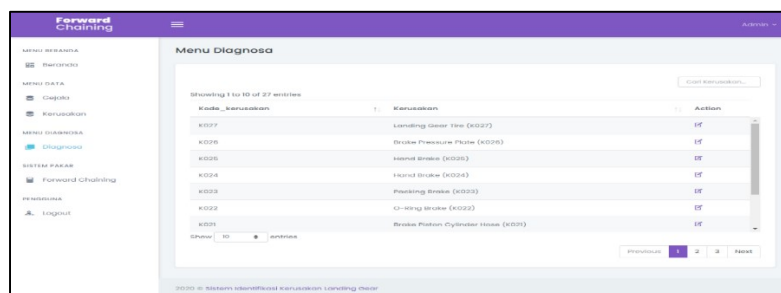 Forward
Chaining
Admin
MENU BERANDA
Beranda
MENU DATA
Gejala
Kerusakan
MENU DIAGNOSA
Diagnosa
SISTEM PAKAR
Forward Chaining
PENGGUNA
Logout
Menu Diagnosa
Cari kerusakan...
Showing 1 to 10 of 27 entries
Kode_kerusakan Kerusakan Action
K027 Landing Gear Tire (K027)
K026 Brake Pressure Plate (K026)
K025 Hand Brake (K025)
K024 Hand Brake (K024)
K023 Packing Brake (K023)
K022 O-Ring Brake (K022)
K021 Brake Piston Cylinder Hose (K021)
Show 10 entries
Previous 1 2 3 Next
2020 © Sistem Identifikasi Kerusakan Landing Gear